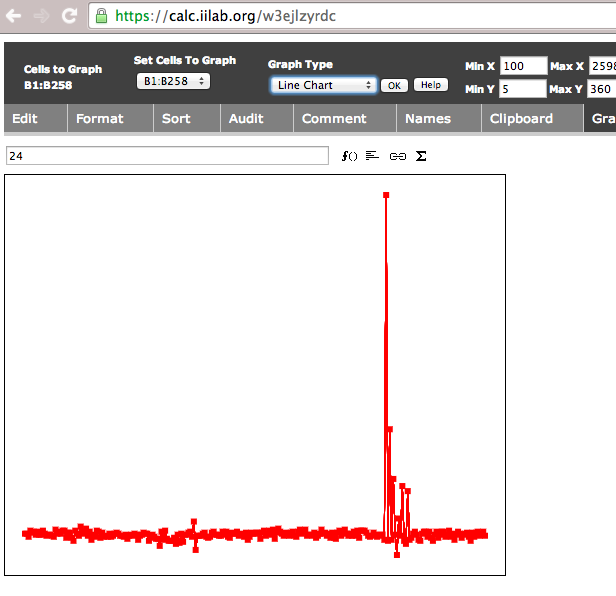 https://calc.iilab.org/w3ejlzyrdc
Cells to Graph
B1:B258
Set Cells To Graph
B1:B258
Graph Type
Line Chart
OK
Help
Min X 100 Max X 2598
Min Y 5 Max Y 360
Edit Format Sort Audit Comment Names Clipboard Gra
24
f() Σ